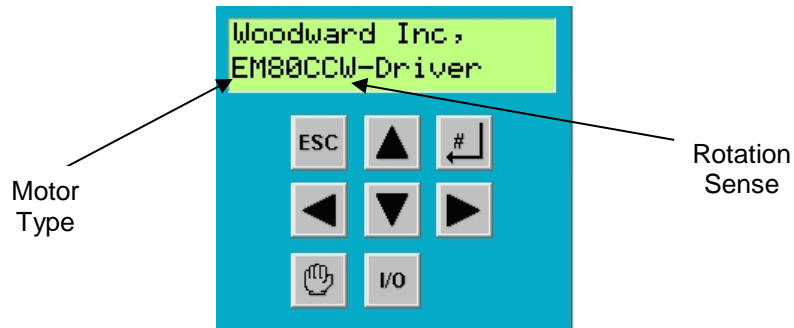 Woodward Inc,
EM80CCW-Driver
ESC
#
I/O
Motor
Type
Rotation
Sense